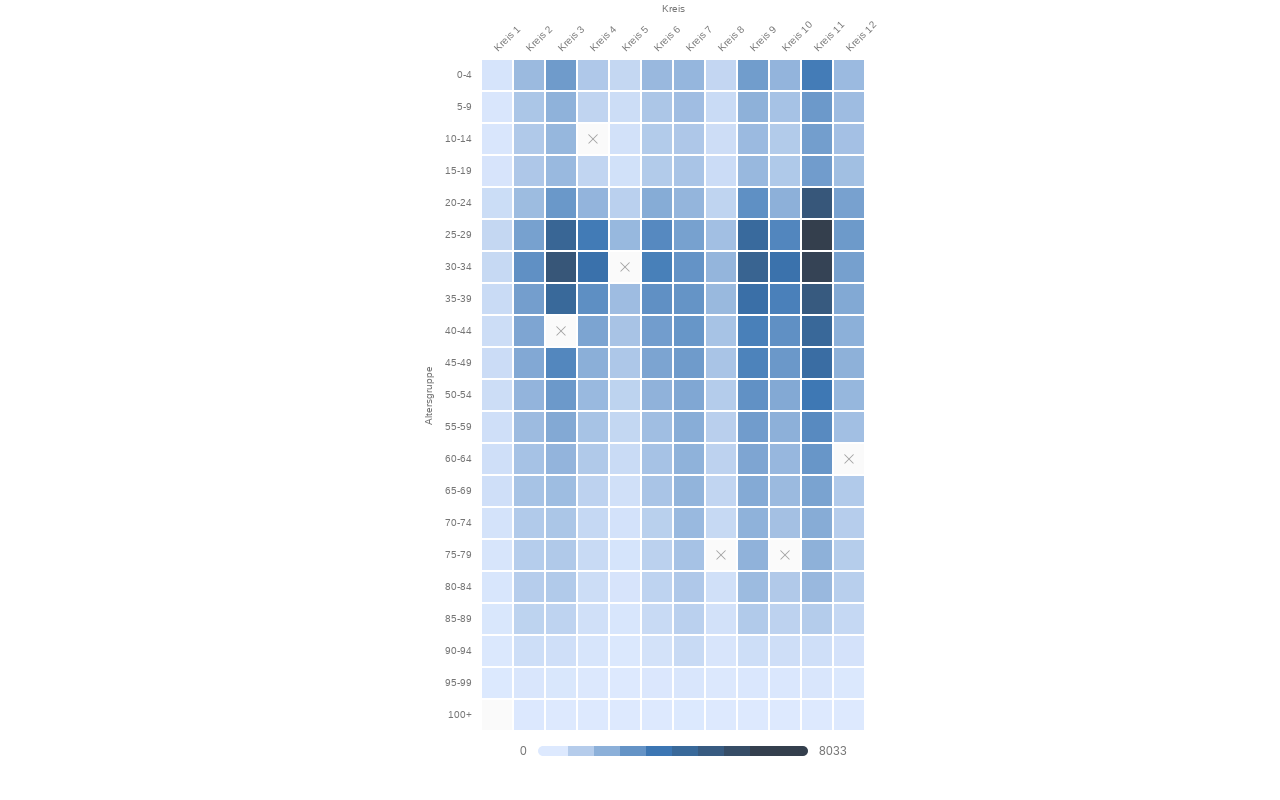 Kreis
Kreis 1
Kreis 2
Kreis 3
Kreis 4
Kreis 5
Kreis 6
Kreis 7
Kreis 8
Kreis 9
Kreis 10
Kreis 11
Kreis 12
Altersgruppe
0-4
5-9
10-14
15-19
20-24
25-29
30-34
35-39
40-44
45-49
50-54
55-59
60-64
65-69
70-74
75-79
80-84
85-89
90-94
95-99
100+
0
8033